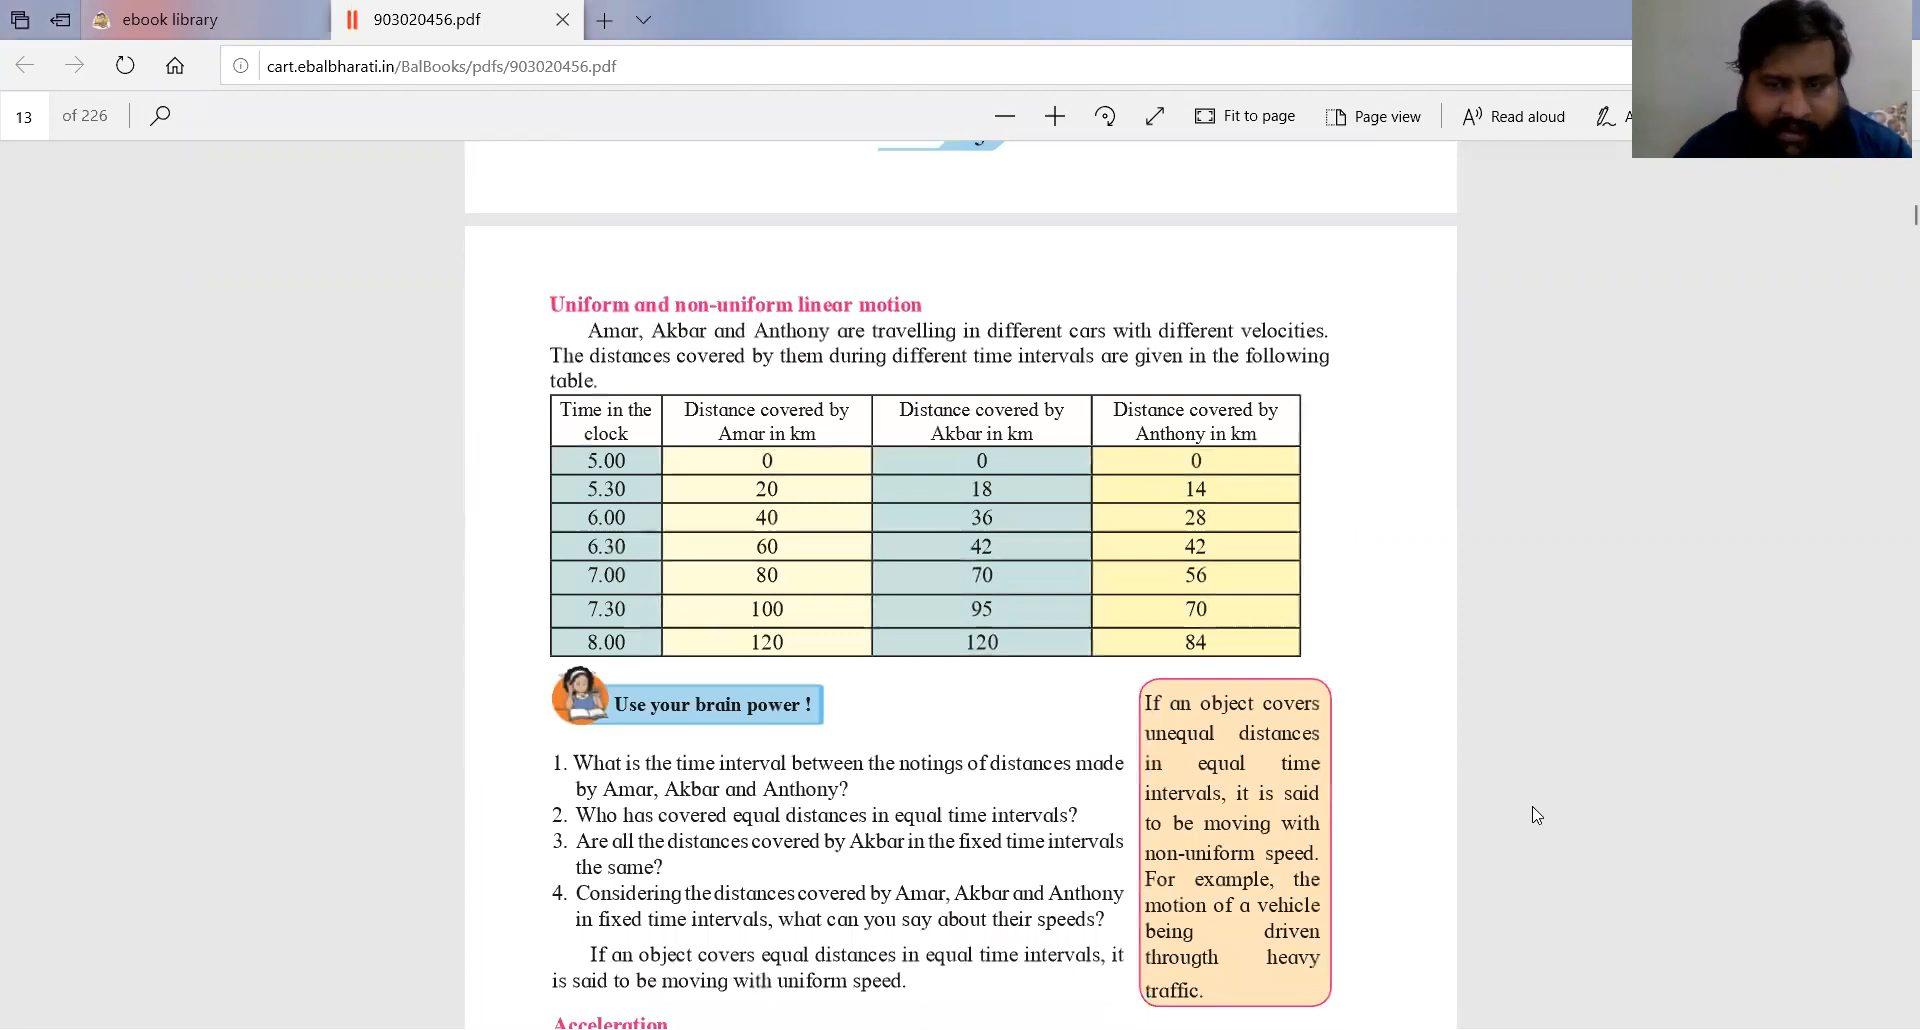 ebook library
903020456.pdf
cart.ebalbharati.in/BalBooks/pdfs/903020456.pdf
13 of 226
Fit to page
Page view
Read aloud
Uniform and non-uniform linear motion
Amar, Akbar and Anthony are travelling in different cars with different velocities.
The distances covered by them during different time intervals are given in the following
table.
Time in the clock Distance covered by Amar in km Distance covered by Akbar in km Distance covered by Anthony in km
5.00 0 0 0
5.30 20 18 14
6.00 40 36 28
6.30 60 42 42
7.00 80 70 56
7.30 100 95 70
8.00 120 120 84
Use your brain power !
1. What is the time interval between the notings of distances made
by Amar, Akbar and Anthony?
2. Who has covered equal distances in equal time intervals?
3. Are all the distances covered by Akbar in the fixed time intervals
the same?
4. Considering the distances covered by Amar, Akbar and Anthony
in fixed time intervals, what can you say about their speeds?
If an object covers equal distances in equal time intervals, it
is said to be moving with uniform speed.
If an object covers
unequal distances
in equal time
intervals, it is said
to be moving with
non-uniform speed.
For example, the
motion of a vehicle
being driven
througth heavy
traffic.
Acceleration